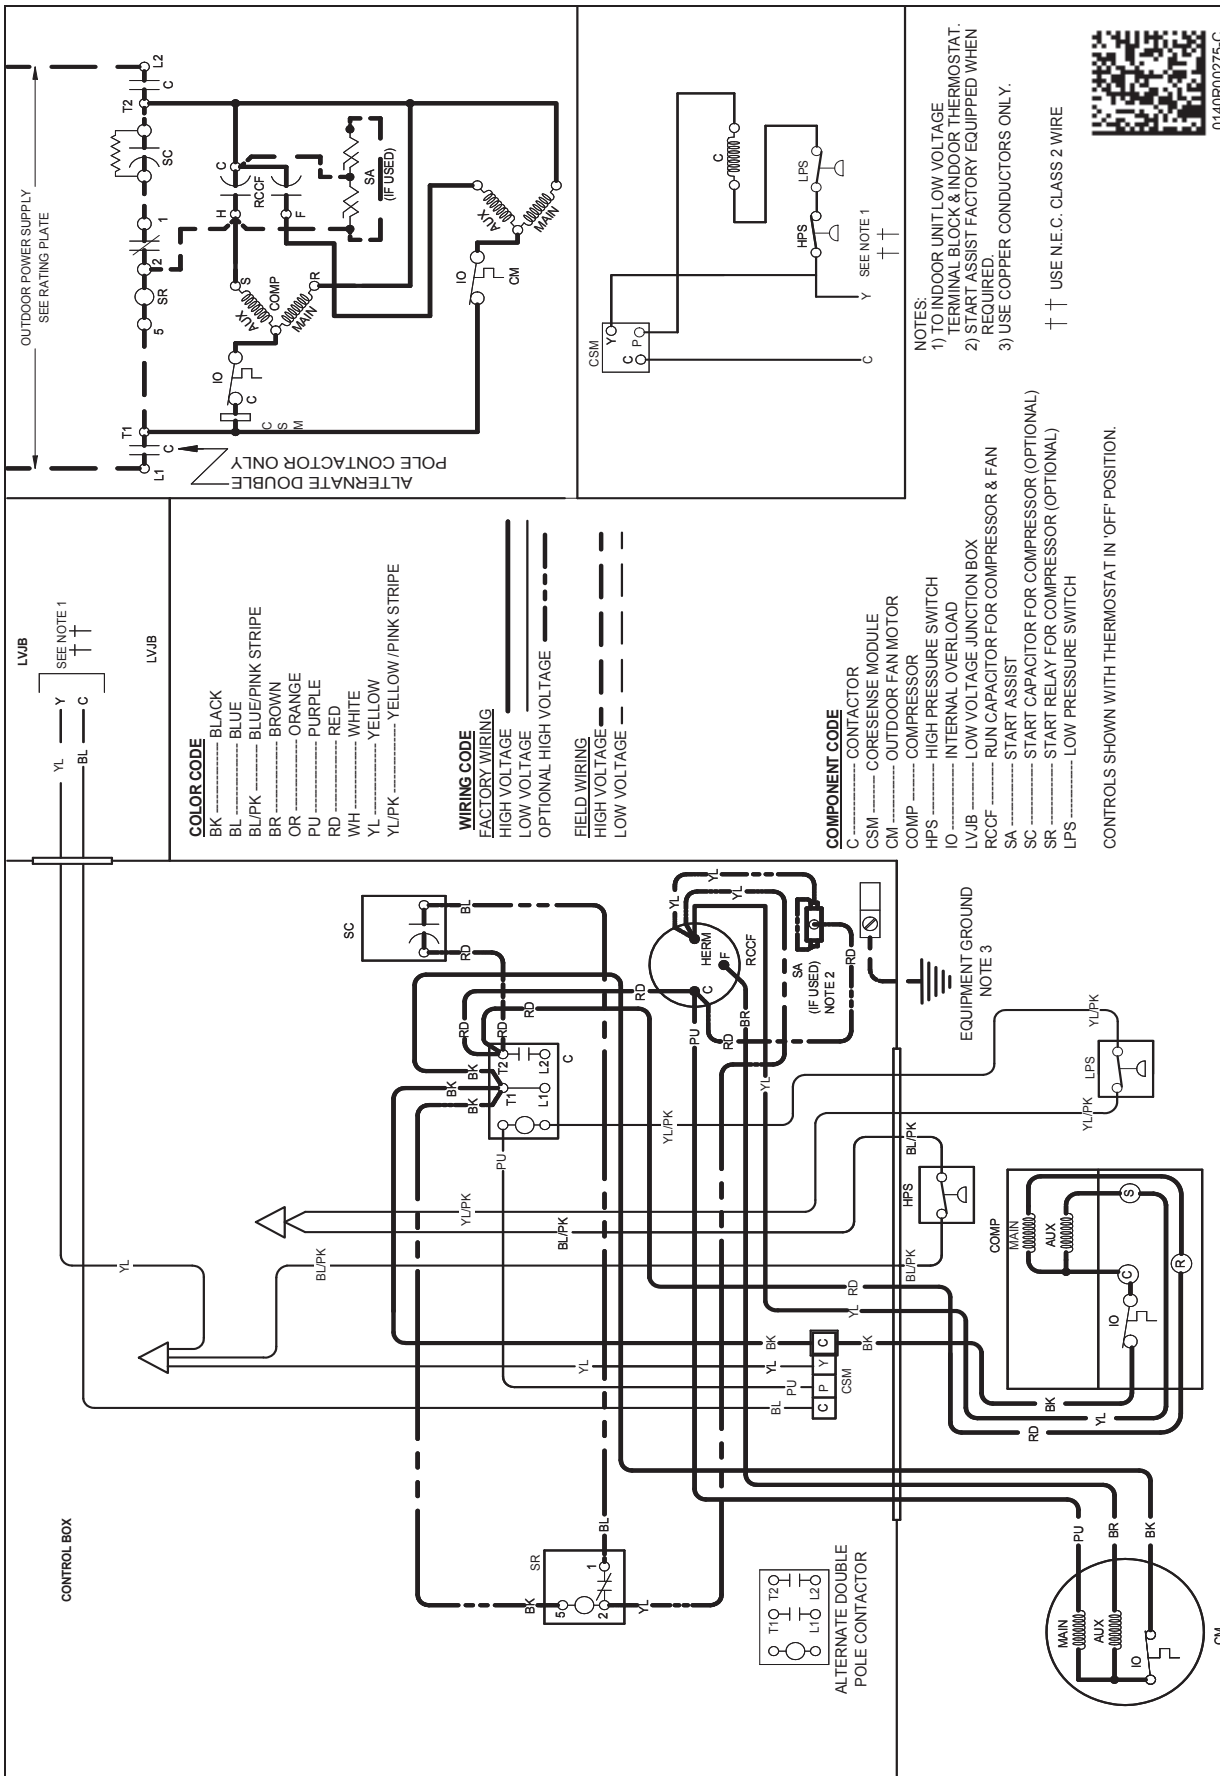 OUTDOOR POWER SUPPLY
SEE RATING PLATE
L1
C
T1
5
SR
2
1
SC
T2
C
L2
ALTERNATE DOUBLE
POLE CONTACTOR ONLY
C
S
M
C
IO
AUX
COMP
MAIN
S
R
H
RCCF
C
F
SA
(IF USED)
IO
CM
AUX
MAIN
CSM
Y
C
P
C
HPS
LPS
Y
SEE NOTE 1
C
NOTES:
1) TO INDOOR UNIT LOW VOLTAGE
TERMINAL BLOCK & INDOOR THERMOSTAT.
2) START ASSIST FACTORY EQUIPPED WHEN
REQUIRED.
3) USE COPPER CONDUCTORS ONLY.
USE N.E.C. CLASS 2 WIRE
0140R00275-C
LVJB
YL
Y
SEE NOTE 1
BL
C
LVJB
COLOR CODE
BK ---------- BLACK
BL ---------- BLUE
BL/PK ---------- BLUE/PINK STRIPE
BR ---------- BROWN
OR ---------- ORANGE
PU ---------- PURPLE
RD ---------- RED
WH ---------- WHITE
YL ---------- YELLOW
YL/PK ---------- YELLOW /PINK STRIPE
WIRING CODE
FACTORY WIRING
HIGH VOLTAGE
LOW VOLTAGE
OPTIONAL HIGH VOLTAGE
FIELD WIRING
HIGH VOLTAGE
LOW VOLTAGE
COMPONENT CODE
C ---------- CONTACTOR
CSM ---------- CORESENSE MODULE
CM ---------- OUTDOOR FAN MOTOR
COMP ---------- COMPRESSOR
HPS ---------- HIGH PRESSURE SWITCH
IO ---------- INTERNAL OVERLOAD
LVJB ---------- LOW VOLTAGE JUNCTION BOX
RCCF ---------- RUN CAPACITOR FOR COMPRESSOR & FAN
SA ---------- START ASSIST
SC ---------- START CAPACITOR FOR COMPRESSOR (OPTIONAL)
SR ---------- START RELAY FOR COMPRESSOR (OPTIONAL)
LPS ---------- LOW PRESSURE SWITCH
CONTROLS SHOWN WITH THERMOSTAT IN 'OFF' POSITION.
CONTROL BOX
YL
BL/PK
YL/PK
BL/PK
SC
RD
BL
BK
BK
BK
RD
RD
RD
T2
T1
L2
L1
C
PU
YL/PK
RD
YL
YL
YL
HERM
F
C
RCCF
PU
RD
BR
YL
SA
(IF USED)
NOTE 2
RD
EQUIPMENT GROUND
NOTE 3
SR
BK
5
2
1
BL
YL
YL
PU
BL
BK
YL
C
P
Y
C
CSM
BK
RD
YL
BL/PK
HPS
BL/PK
YL/PK
LPS
YL/PK
COMP
MAIN
AUX
S
C
R
IO
BK
YL
RD
T1
T2
L1
L2
ALTERNATE DOUBLE
POLE CONTACTOR
PU
BR
BK
MAIN
AUX
IO
CM